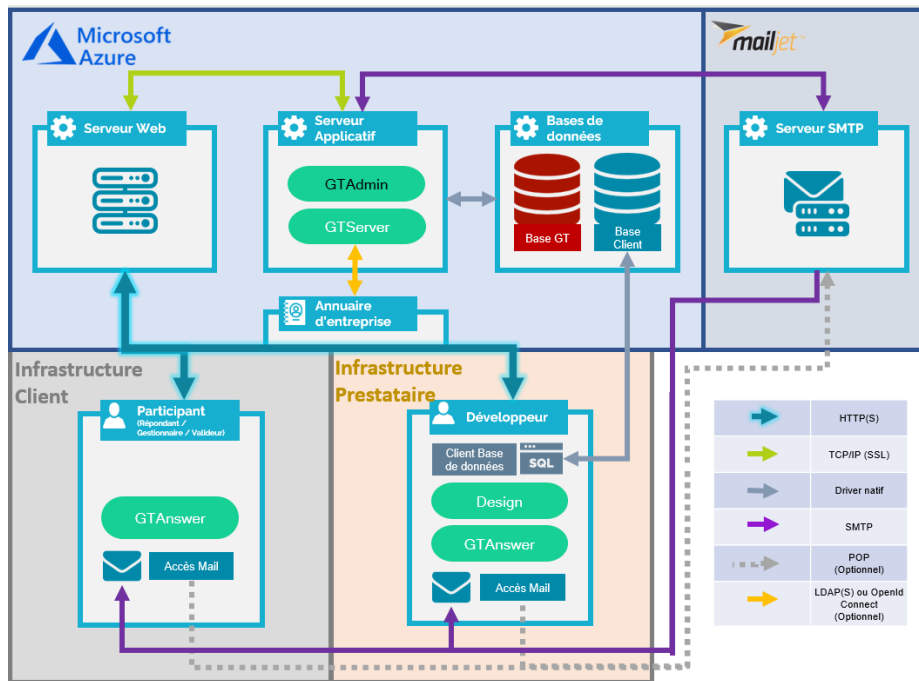 Microsoft
Azure
mailjet
Serveur Web
Serveur
Applicatif
GTAdmin
GTServer
Bases de
données
Base GT
Base
Client
Serveur SMTP
Annuaire
d'entreprise
Infrastructure
Client
Participant
(Répondant /
Gestionnaire / Valideur)
GTAnswer
Accès Mail
Infrastructure
Prestataire
Développeur
Client Base
de données
SQL
Design
GTAnswer
Accès Mail
HTTP(S)
TCP/IP (SSL)
Driver natif
SMTP
POP
(Optionnel)
LDAP(S) ou OpenId
Connect
(Optionnel)